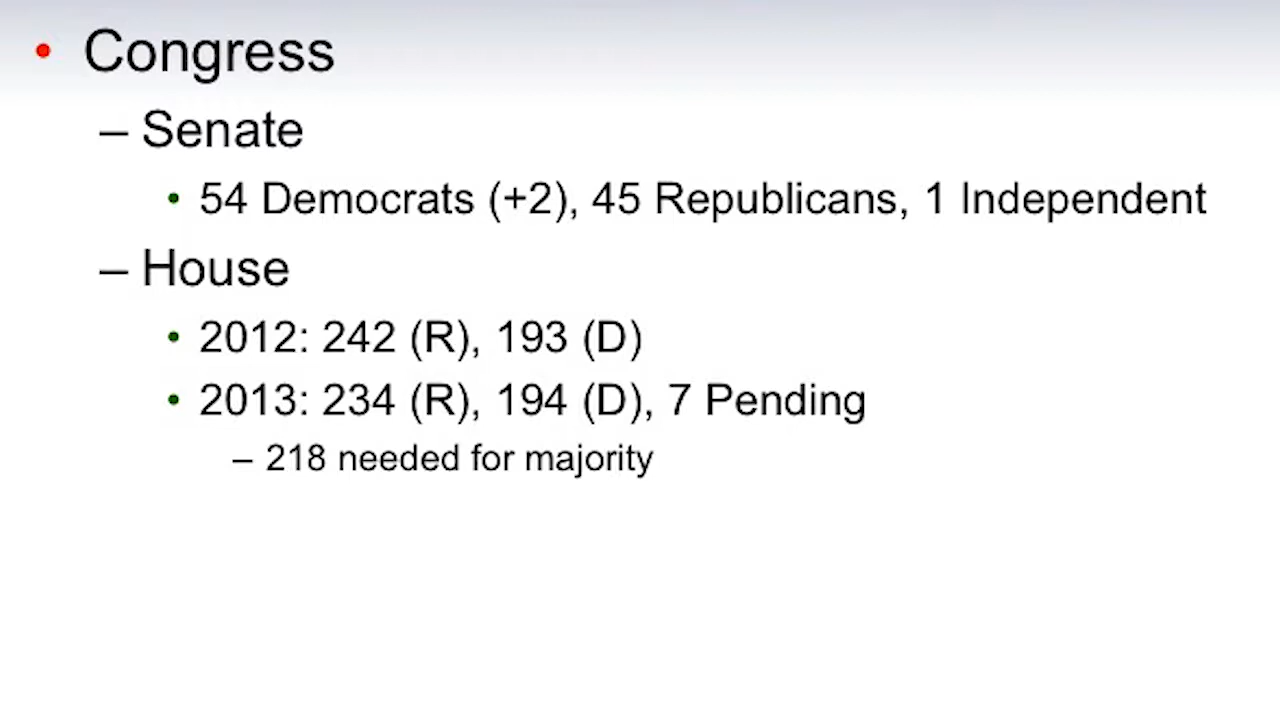 • Congress
– Senate
• 54 Democrats (+2), 45 Republicans, 1 Independent
– House
• 2012: 242 (R), 193 (D)
• 2013: 234 (R), 194 (D), 7 Pending
– 218 needed for majority